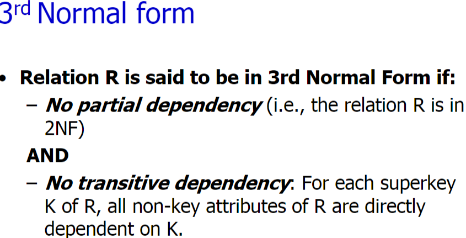 3rd Normal form
• Relation R is said to be in 3rd Normal Form if:
– No partial dependency (i.e., the relation R is in
2NF)
AND
– No transitive dependency: For each superkey
K of R, all non-key attributes of R are directly
dependent on K.